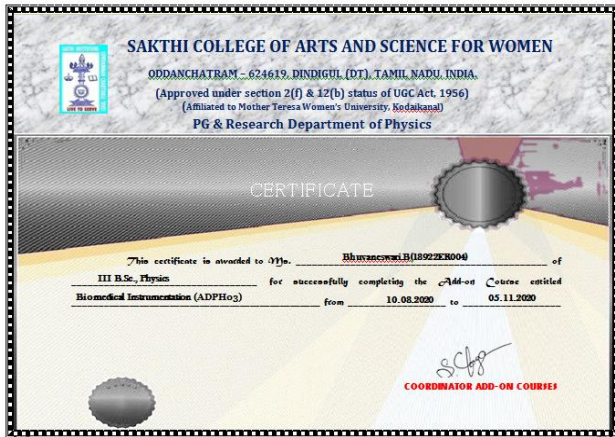 SAKTHI COLLEGE OF ARTS AND SCIENCE FOR WOMEN
ODDANCHATRAM – 624619, DINDIGUL (DT), TAMIL NADU, INDIA.
(Approved under section 2(f) & 12(b) status of UGC Act, 1956)
(Affiliated to Mother Teresa Women's University, Kodaikanal)
LIVE TO SERVE
PG & Research Department of Physics
CERTIFICATE
This certificate is awarded to Ms. Bhuvaneswari.B(18922ER004) of
III B.Sc., Physics for successfully completing the Add-on Course entitled
Biomedical Instrumentation (ADPH03) from 10.08.2020 to 05.11.2020
COORDINATOR ADD-ON COURSES